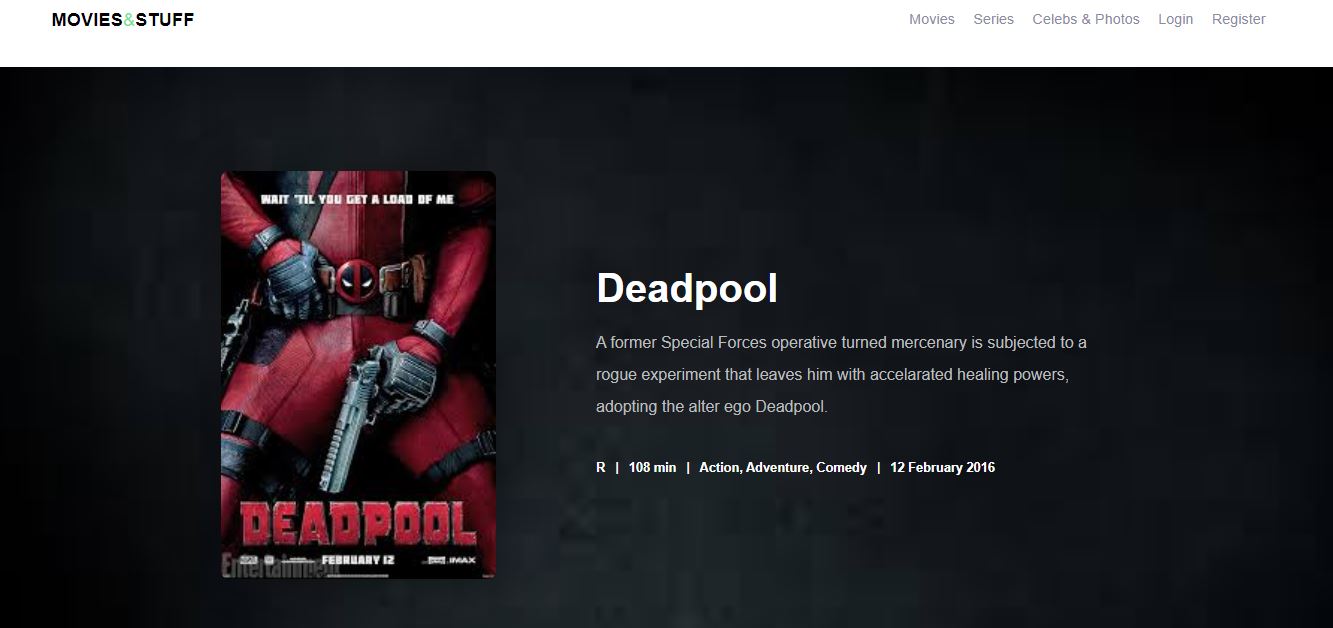 MOVIES&STUFF
Movies Series Celebs & Photos Login Register
WAIT 'TIL YOU GET A LOAD OF ME
DEADPOOL
FEBRUARY 12
IMAX
Entertainment
Deadpool
A former Special Forces operative turned mercenary is subjected to a
rogue experiment that leaves him with accelarated healing powers,
adopting the alter ego Deadpool.
R | 108 min | Action, Adventure, Comedy | 12 February 2016